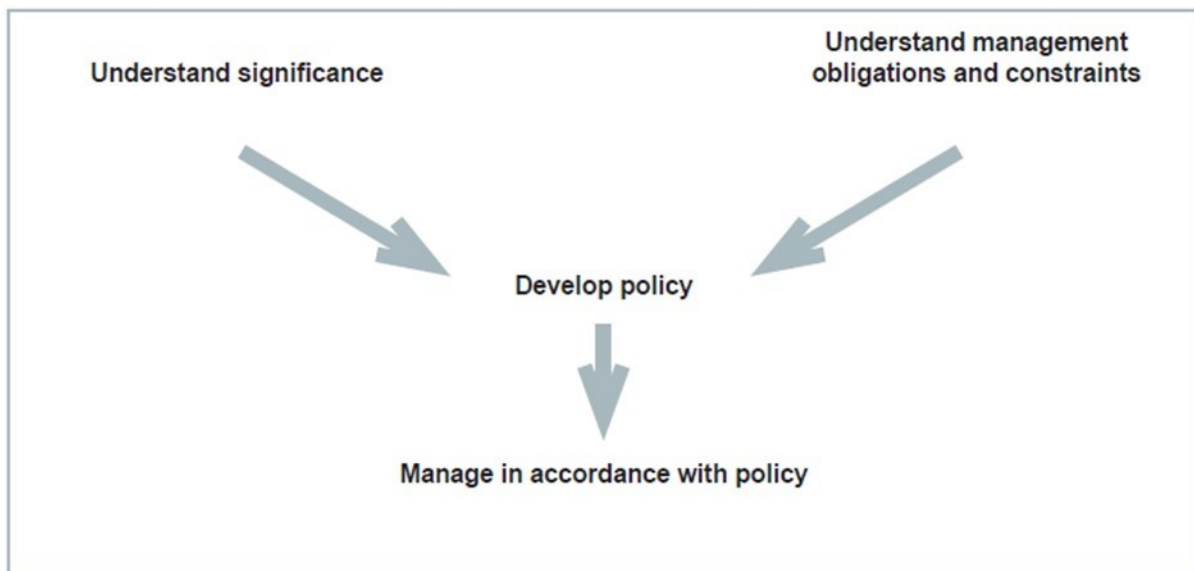 Understand significance
Understand management
obligations and constraints
Develop policy
Manage in accordance with policy